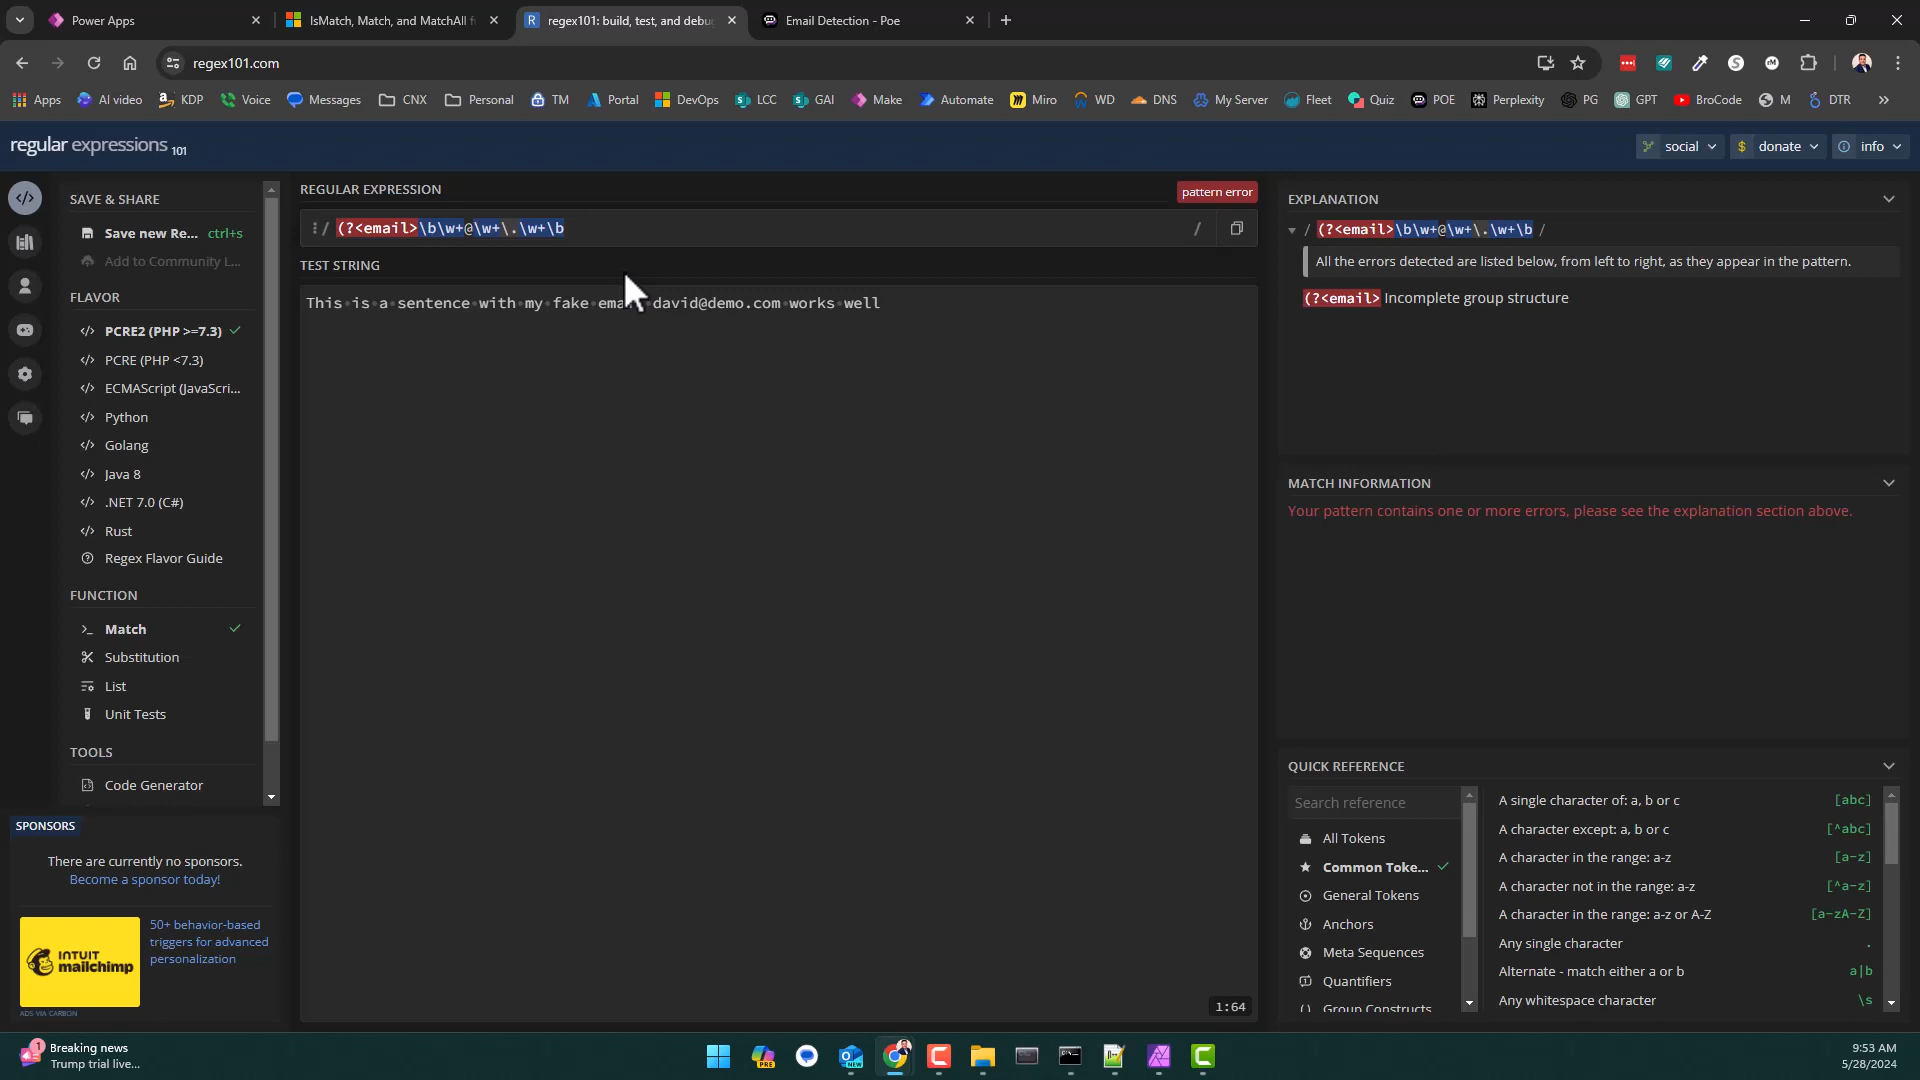 Power Apps
IsMatch, Match, and MatchAll f
regex101: build, test, and debu
Email Detection - Poe
regex101.com
Apps
AI video
KDP
Voice
Messages
CNX
Personal
TM
Portal
DevOps
LCC
GAI
Make
Automate
Miro
WD
DNS
My Server
Fleet
Quiz
POE
Perplexity
PG
GPT
BroCode
M
DTR
regular expressions 101
social
donate
info
SAVE & SHARE
Save new Re... ctrl+s
Add to Community L...
FLAVOR
PCRE2 (PHP >=7.3)
PCRE (PHP <7.3)
ECMAScript (JavaScri...
Python
Golang
Java 8
.NET 7.0 (C#)
Rust
Regex Flavor Guide
FUNCTION
Match
Substitution
List
Unit Tests
TOOLS
Code Generator
SPONSORS
There are currently no sponsors.
Become a sponsor today!
INTUIT
mailchimp
50+ behavior-based
triggers for advanced
personalization
ADS VIA CARBON
REGULAR EXPRESSION
pattern error
/ (?<email>\b\w+@\w+\.\w+\b /
TEST STRING
This·is·a·sentence·with·my·fake·email·david@demo.com·works·well
1:64
EXPLANATION
/ (?<email>\b\w+@\w+\.\w+\b /
All the errors detected are listed below, from left to right, as they appear in the pattern.
(?<email> Incomplete group structure
MATCH INFORMATION
Your pattern contains one or more errors, please see the explanation section above.
QUICK REFERENCE
Search reference
All Tokens
Common Toke...
General Tokens
Anchors
Meta Sequences
Quantifiers
Group Constructs
A single character of: a, b or c [abc]
A character except: a, b or c [^abc]
A character in the range: a-z [a-z]
A character not in the range: a-z [^a-z]
A character in the range: a-z or A-Z [a-zA-Z]
Any single character .
Alternate - match either a or b a|b
Any whitespace character \s
1
Breaking news
Trump trial live...
PRE
NEW
9:53 AM
5/28/2024